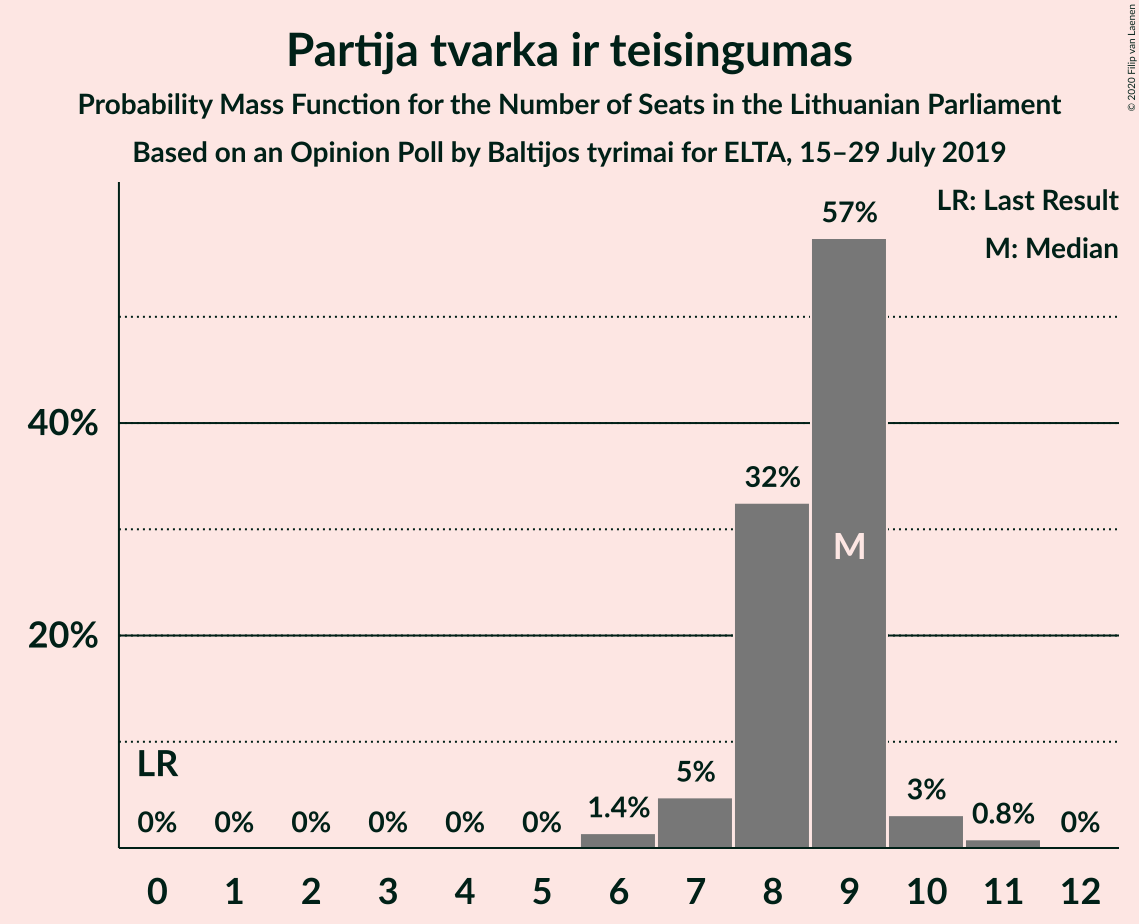 Partija tvarka ir teisingumas
Probability Mass Function for the Number of Seats in the Lithuanian Parliament
Based on an Opinion Poll by Baltijos tyrimai for ELTA, 15–29 July 2019
© 2020 Filip van Laenen
LR: Last Result
M: Median
57%
40%
32%
M
20%
LR
0% 0% 0% 0% 0% 0% 1.4% 5% 3% 0.8% 0%
0 1 2 3 4 5 6 7 8 9 10 11 12